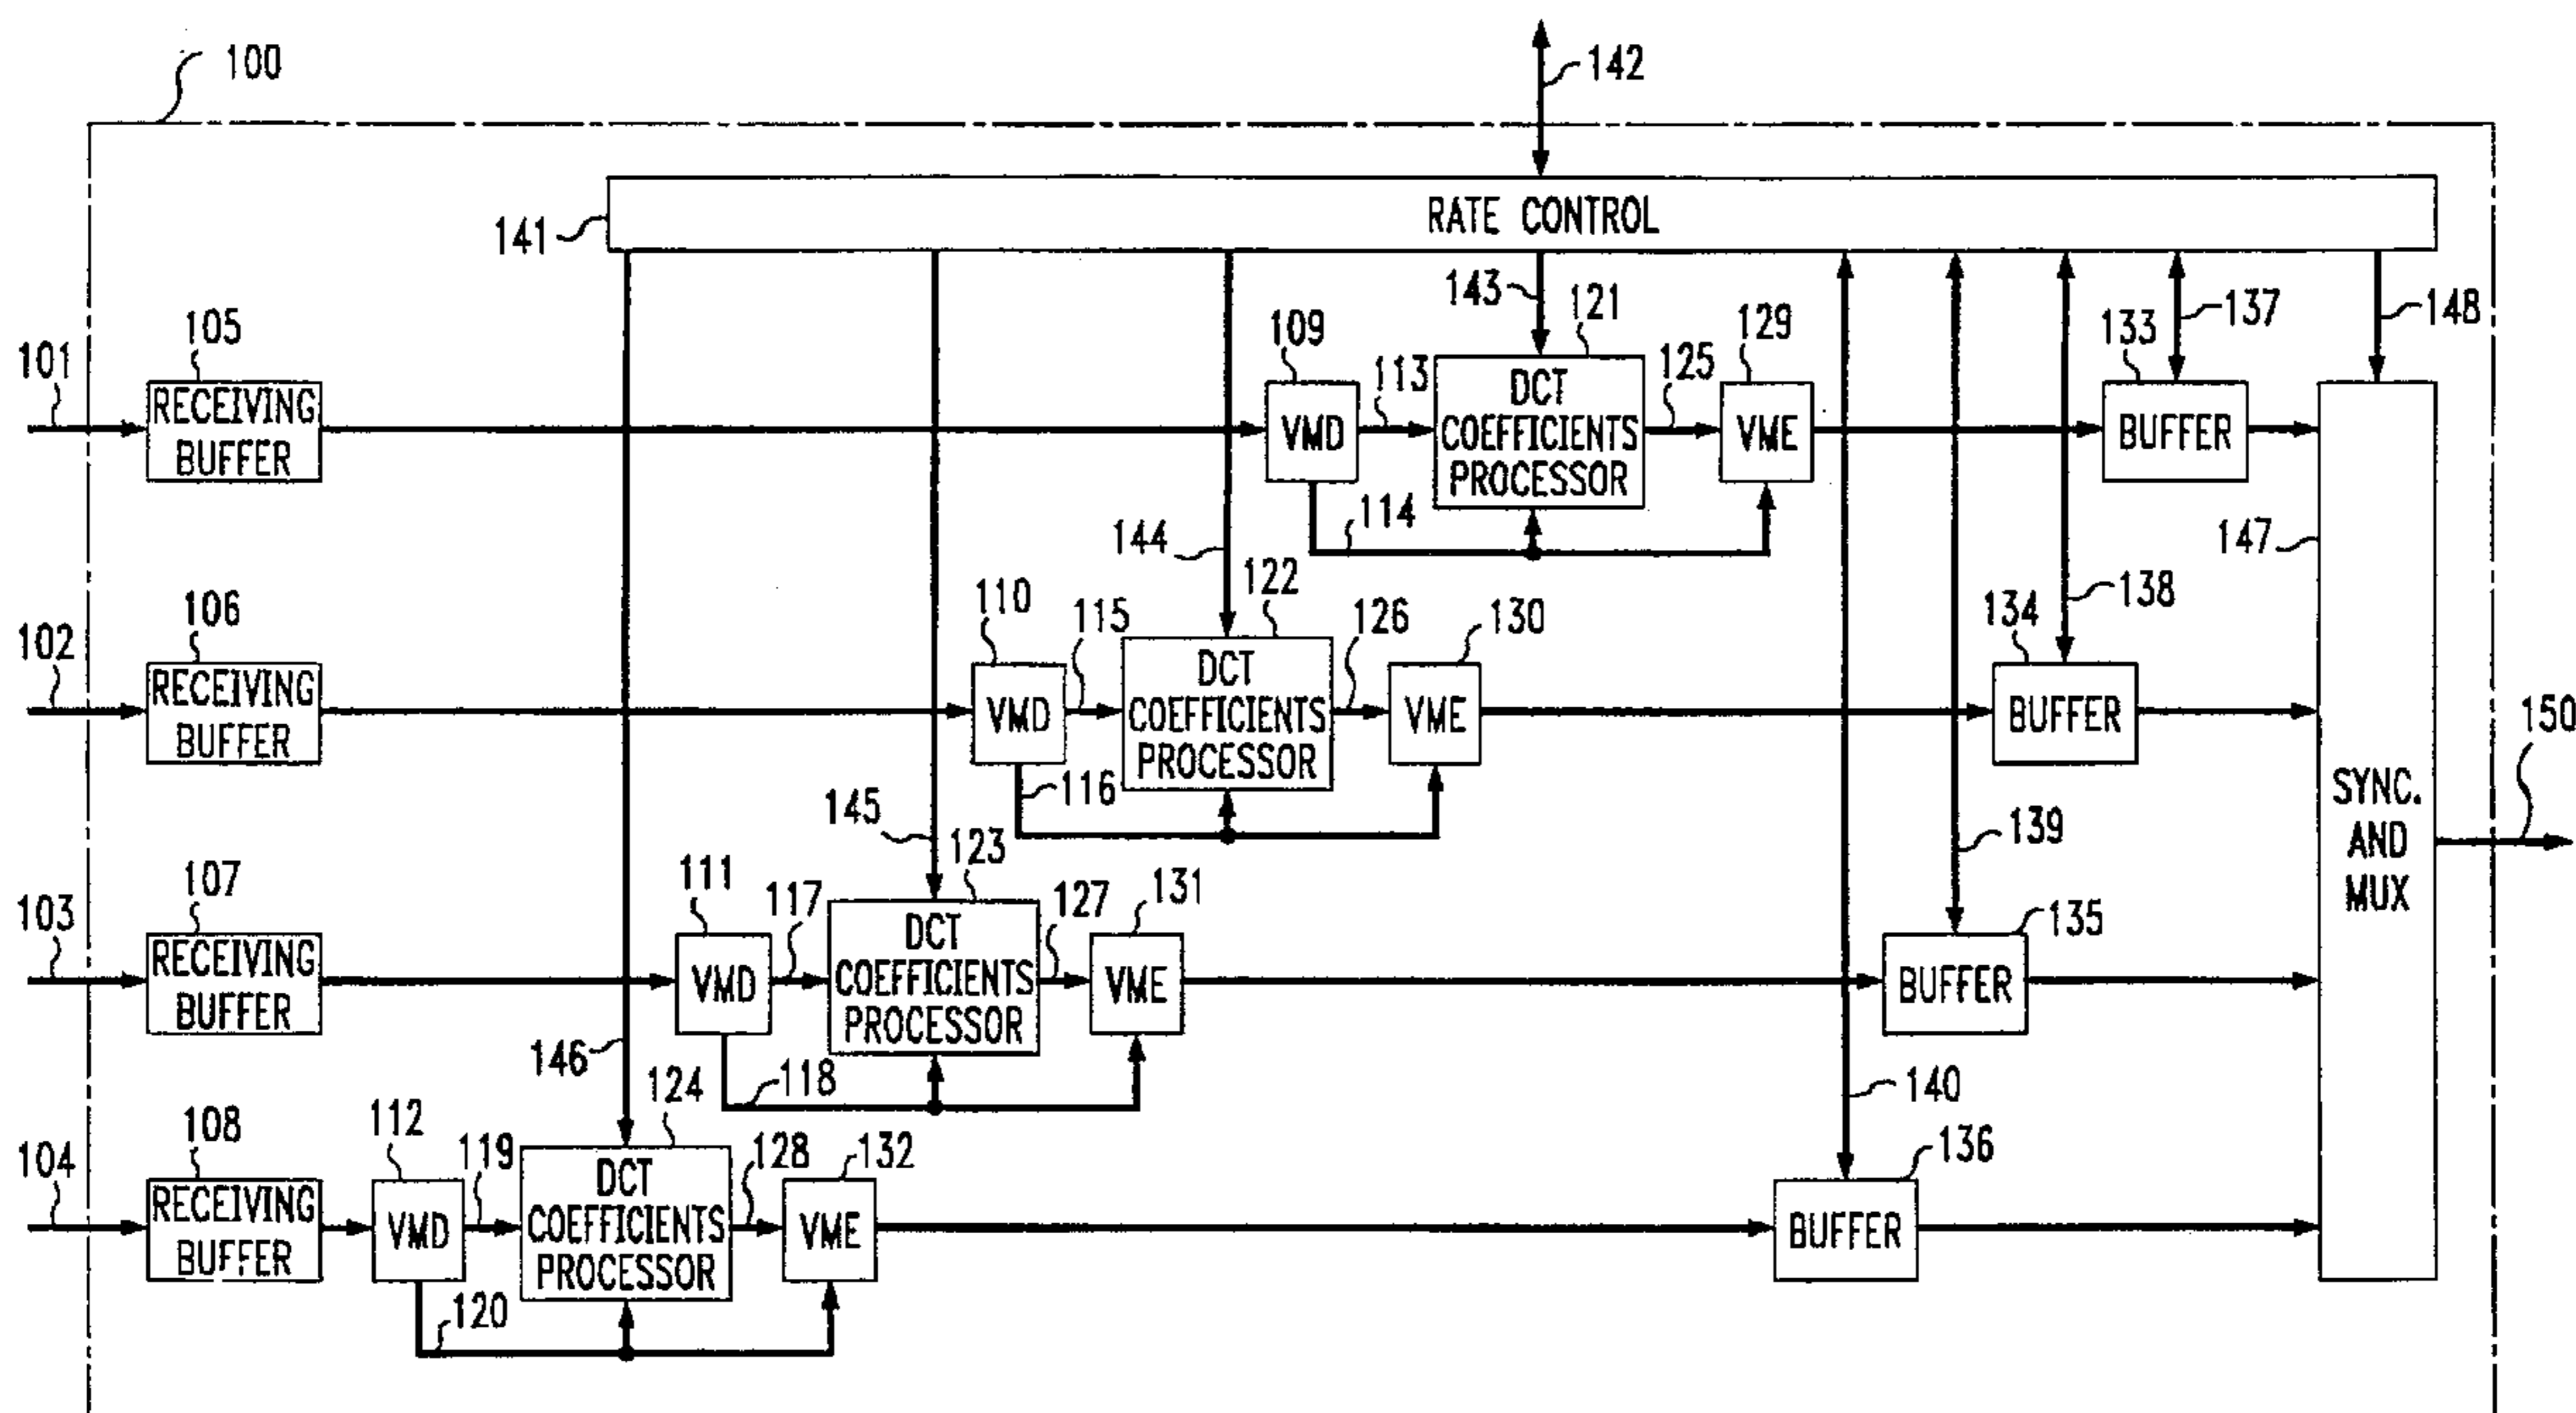 100
142
RATE CONTROL
141
143
121
109
129
133
137
148
105
101
RECEIVING
BUFFER
VMD
113
DCT
COEFFICIENTS
PROCESSOR
125
VME
BUFFER
114
144
147
106
102
RECEIVING
BUFFER
110
VMD
115
122
DCT
COEFFICIENTS
PROCESSOR
126
130
VME
134
138
BUFFER
116
145
139
150
SYNC.
AND
MUX
107
103
RECEIVING
BUFFER
111
VMD
117
123
DCT
COEFFICIENTS
PROCESSOR
127
131
VME
135
BUFFER
118
146
140
108
104
RECEIVING
BUFFER
112
VMD
119
124
DCT
COEFFICIENTS
PROCESSOR
128
132
VME
136
BUFFER
120